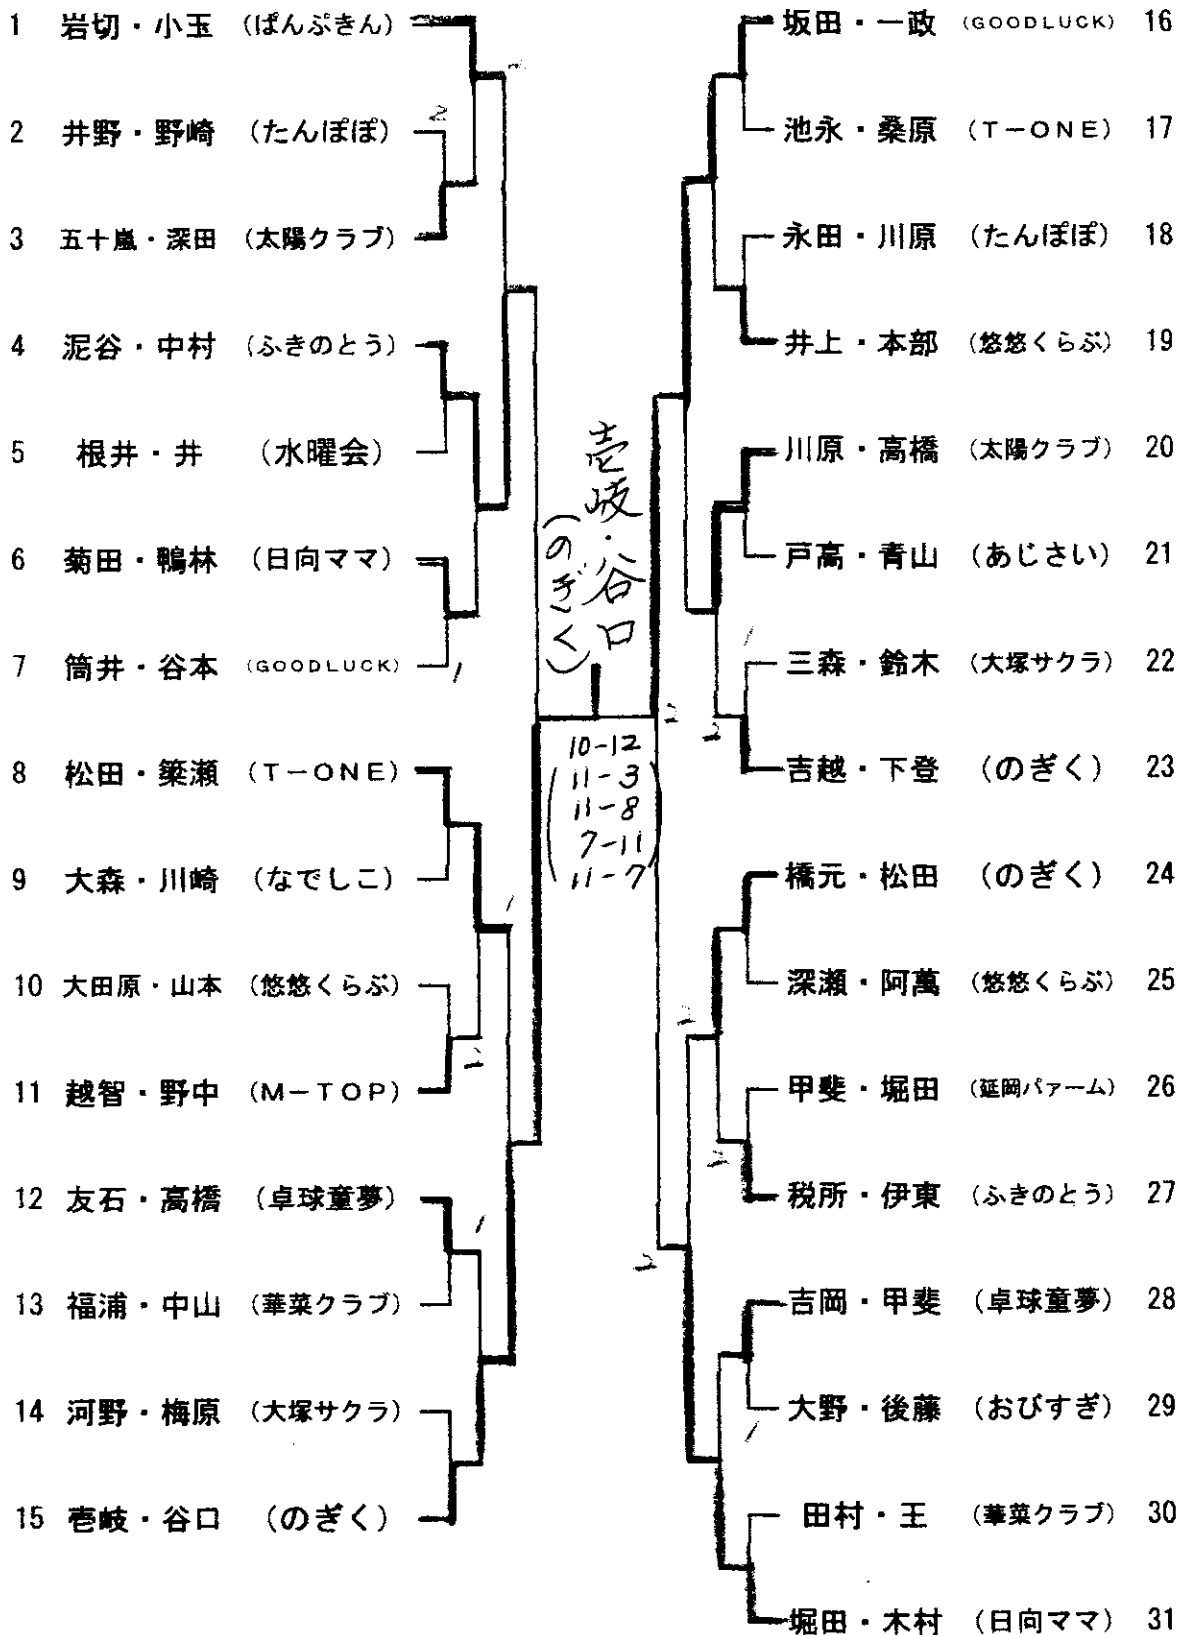 1 岩切・小玉 (ぱんぷきん)
2 井野・野崎 (たんぽぽ)
3 五十嵐・深田 (太陽クラブ)
4 泥谷・中村 (ふきのとう)
5 根井・井 (水曜会)
6 菊田・鴨林 (日向ママ)
7 筒井・谷本 (GOODLUCK)
8 松田・簗瀬 (T-ONE)
9 大森・川崎 (なでしこ)
10 大田原・山本 (悠悠くらぶ)
11 越智・野中 (M-TOP)
12 友石・高橋 (卓球童夢)
13 福浦・中山 (華菜クラブ)
14 河野・梅原 (大塚サクラ)
15 壱岐・谷口 (のぎく)
2
1
1
2
1
壱岐・谷口
(のぎく)
10-12
11-3
11-8
7-11
11-7
坂田・一政 (GOODLUCK) 16
池永・桑原 (T-ONE) 17
永田・川原 (たんぽぽ) 18
井上・本部 (悠悠くらぶ) 19
川原・高橋 (太陽クラブ) 20
戸高・青山 (あじさい) 21
三森・鈴木 (大塚サクラ) 22
吉越・下登 (のぎく) 23
橋元・松田 (のぎく) 24
深瀬・阿萬 (悠悠くらぶ) 25
甲斐・堀田 (延岡パァーム) 26
税所・伊東 (ふきのとう) 27
吉岡・甲斐 (卓球童夢) 28
大野・後藤 (おびすぎ) 29
田村・王 (華菜クラブ) 30
堀田・木村 (日向ママ) 31
1
2
2
2
1